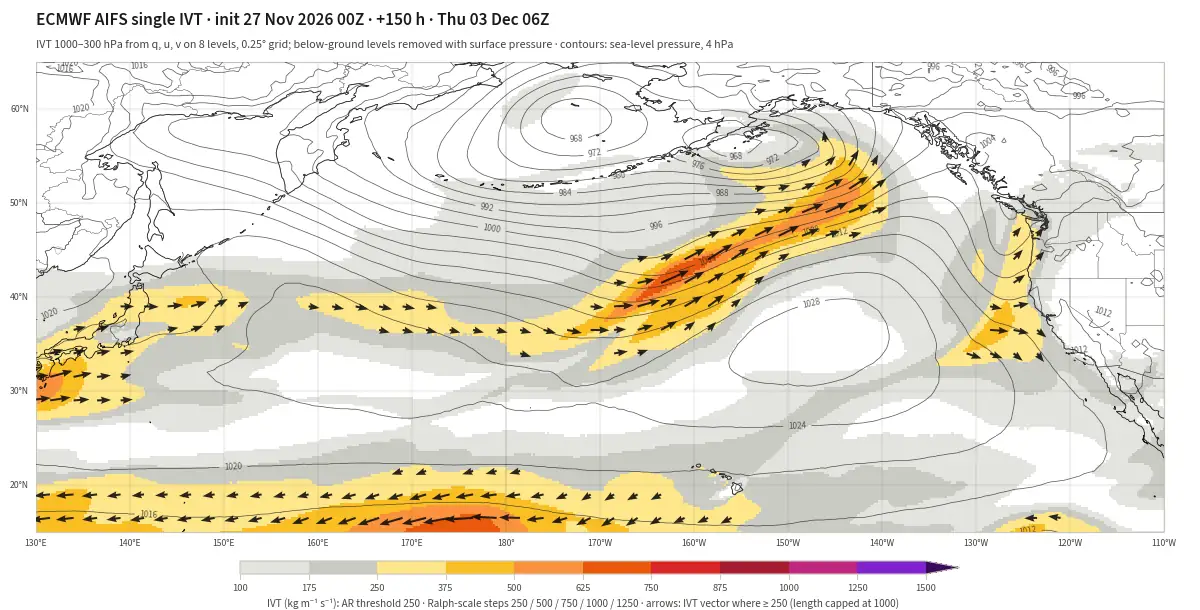 ECMWF AIFS single IVT · init 27 Nov 2026 00Z · +150 h · Thu 03 Dec 06Z
IVT 1000–300 hPa from q, u, v on 8 levels, 0.25° grid; below-ground levels removed with surface pressure · contours: sea-level pressure, 4 hPa
1016
1016
996
996
996
60°N
1020
968
1004
972
968
972
976
50°N
984
988
992
1000
996
1012
40°N
1020
1028
1012
1012
30°N
1024
1020
20°N
1016
1012
130°E 140°E 150°E 160°E 170°E 180° 170°W 160°W 150°W 140°W 130°W 120°W 110°W
100 175 250 375 500 625 750 875 1000 1250 1500
IVT (kg m⁻¹ s⁻¹): AR threshold 250 · Ralph-scale steps 250 / 500 / 750 / 1000 / 1250 · arrows: IVT vector where ≥ 250 (length capped at 1000)